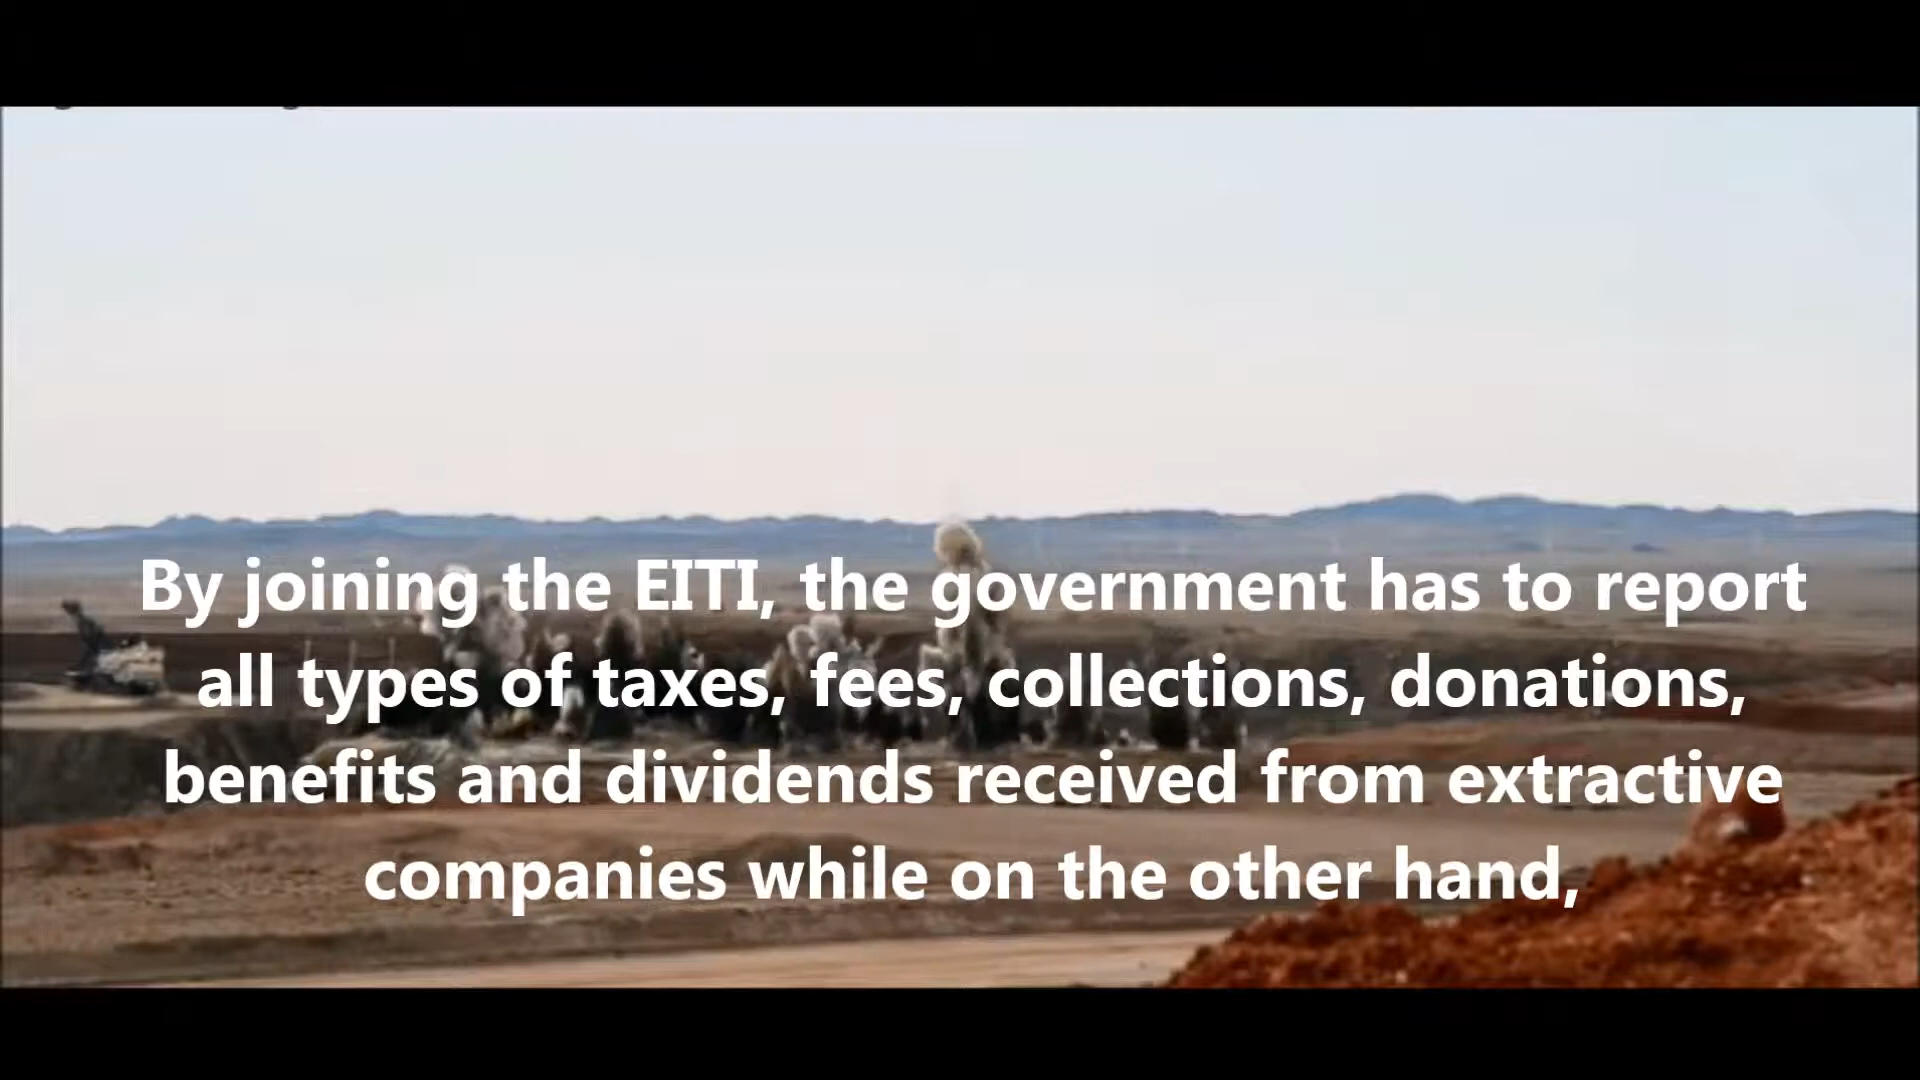 By joining the EITI, the government has to report
all types of taxes, fees, collections, donations,
benefits and dividends received from extractive
companies while on the other hand,